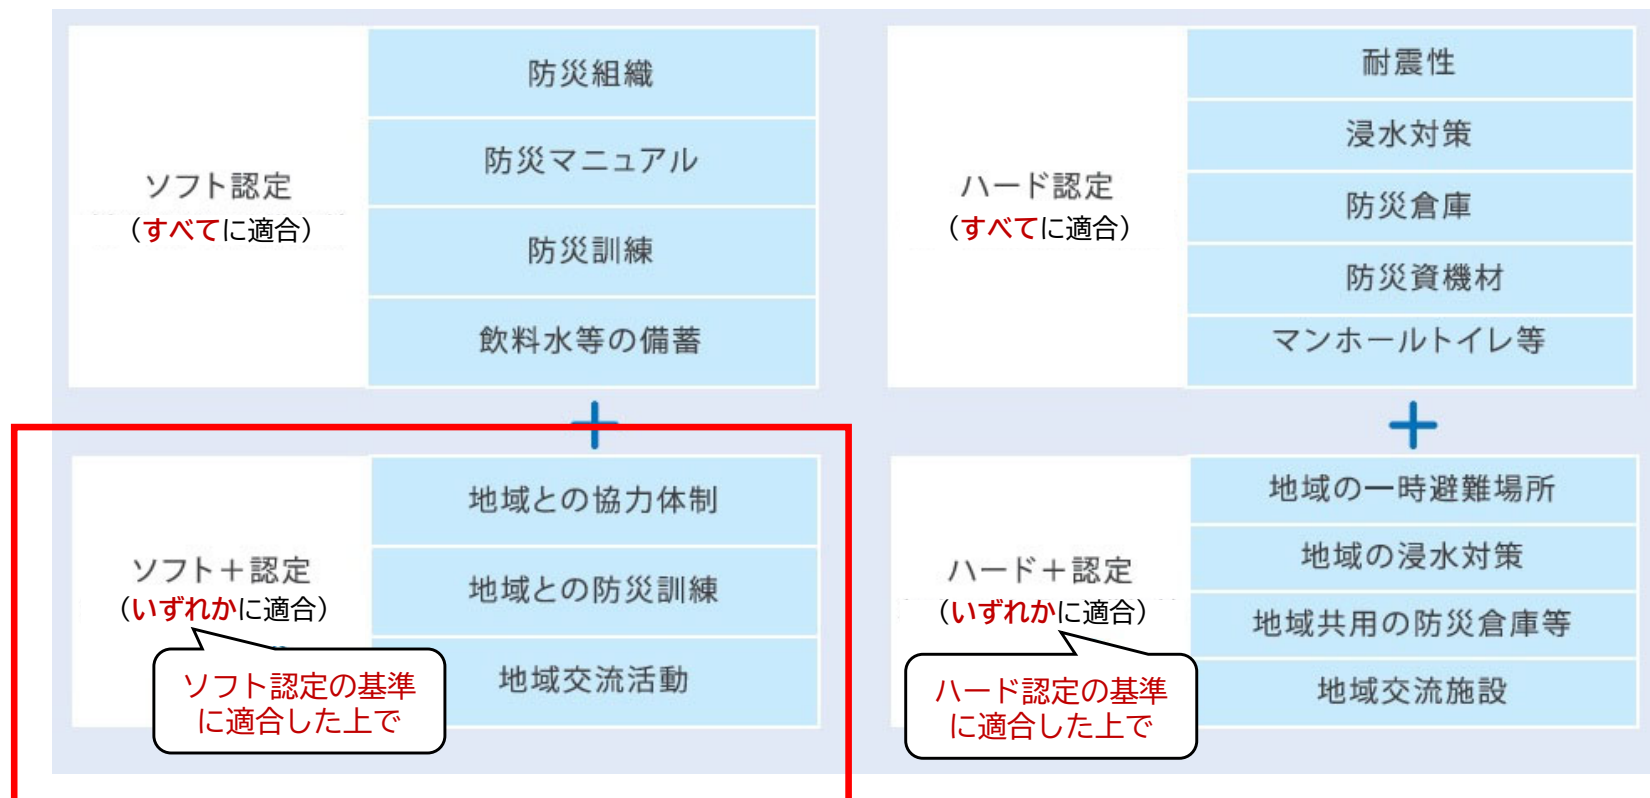 ソフト認定
（すべてに適合）
防災組織
防災マニュアル
防災訓練
飲料水等の備蓄
ハード認定
（すべてに適合）
耐震性
浸水対策
防災倉庫
防災資機材
マンホールトイレ等
＋
＋
ソフト＋認定
（いずれかに適合）
ソフト認定の基準
に適合した上で
地域との協力体制
地域との防災訓練
地域交流活動
ハード＋認定
（いずれかに適合）
ハード認定の基準
に適合した上で
地域の一時避難場所
地域の浸水対策
地域共用の防災倉庫等
地域交流施設